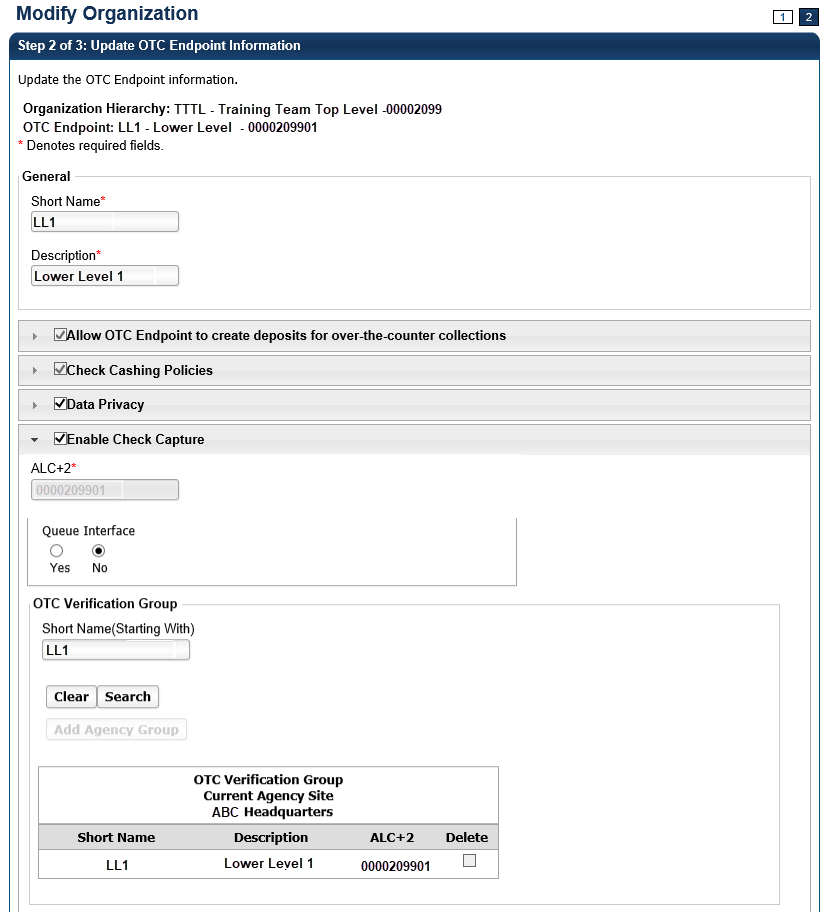 Modify Organization
1 2
Step 2 of 3: Update OTC Endpoint Information
Update the OTC Endpoint information.
Organization Hierarchy: TTTL - Training Team Top Level -00002099
OTC Endpoint: LL1 - Lower Level - 0000209901
* Denotes required fields.
General
Short Name*
LL1
Description*
Lower Level 1
Allow OTC Endpoint to create deposits for over-the-counter collections
Check Cashing Policies
Data Privacy
Enable Check Capture
ALC+2*
0000209901
Queue Interface
Yes No
OTC Verification Group
Short Name(Starting With)
LL1
Clear Search
Add Agency Group
OTC Verification Group
Current Agency Site
ABC Headquarters
Short Name Description ALC+2 Delete
LL1 Lower Level 1 0000209901